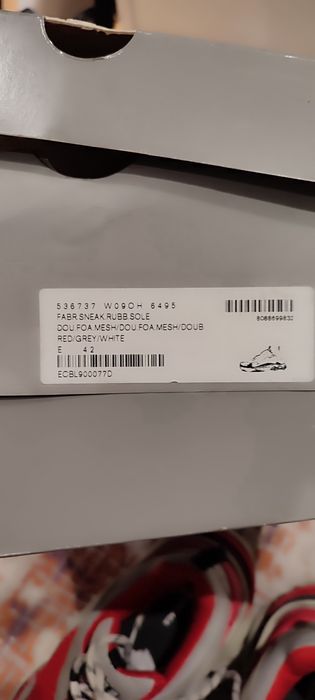 536737 W09OH 6495
FABR.SNEAK.RUBB.SOLE
DOU.FOA.MESH/DOU.FOA.MESH/DOUB
RED/GREY/WHITE
E 42
ECBL900077D
8088699832